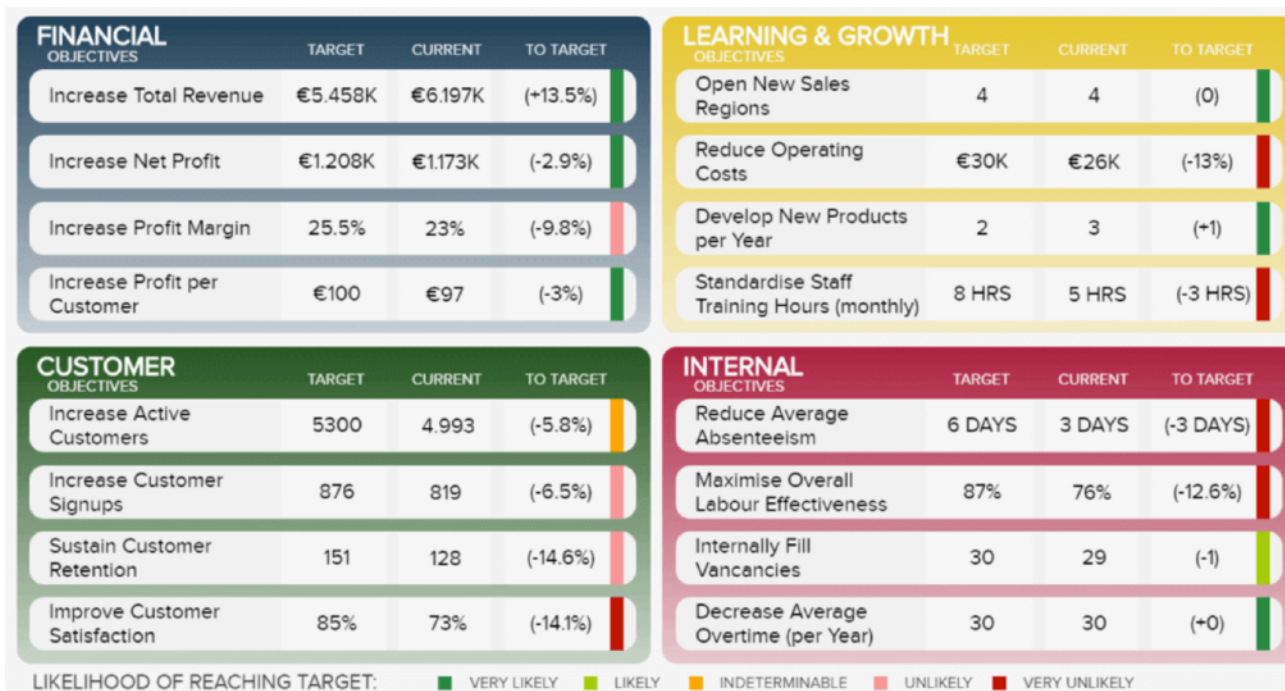 FINANCIAL
OBJECTIVES TARGET CURRENT TO TARGET
Increase Total Revenue €5.458K €6.197K (+13.5%)
Increase Net Profit €1.208K €1.173K (-2.9%)
Increase Profit Margin 25.5% 23% (-9.8%)
Increase Profit per
Customer €100 €97 (-3%)
LEARNING & GROWTH
OBJECTIVES TARGET CURRENT TO TARGET
Open New Sales
Regions 4 4 (0)
Reduce Operating
Costs €30K €26K (-13%)
Develop New Products
per Year 2 3 (+1)
Standardise Staff
Training Hours (monthly) 8 HRS 5 HRS (-3 HRS)
CUSTOMER
OBJECTIVES TARGET CURRENT TO TARGET
Increase Active
Customers 5300 4.993 (-5.8%)
Increase Customer
Signups 876 819 (-6.5%)
Sustain Customer
Retention 151 128 (-14.6%)
Improve Customer
Satisfaction 85% 73% (-14.1%)
INTERNAL
OBJECTIVES TARGET CURRENT TO TARGET
Reduce Average
Absenteeism 6 DAYS 3 DAYS (-3 DAYS)
Maximise Overall
Labour Effectiveness 87% 76% (-12.6%)
Internally Fill
Vancancies 30 29 (-1)
Decrease Average
Overtime (per Year) 30 30 (+0)
LIKELIHOOD OF REACHING TARGET: VERY LIKELY LIKELY INDETERMINABLE UNLIKELY VERY UNLIKELY